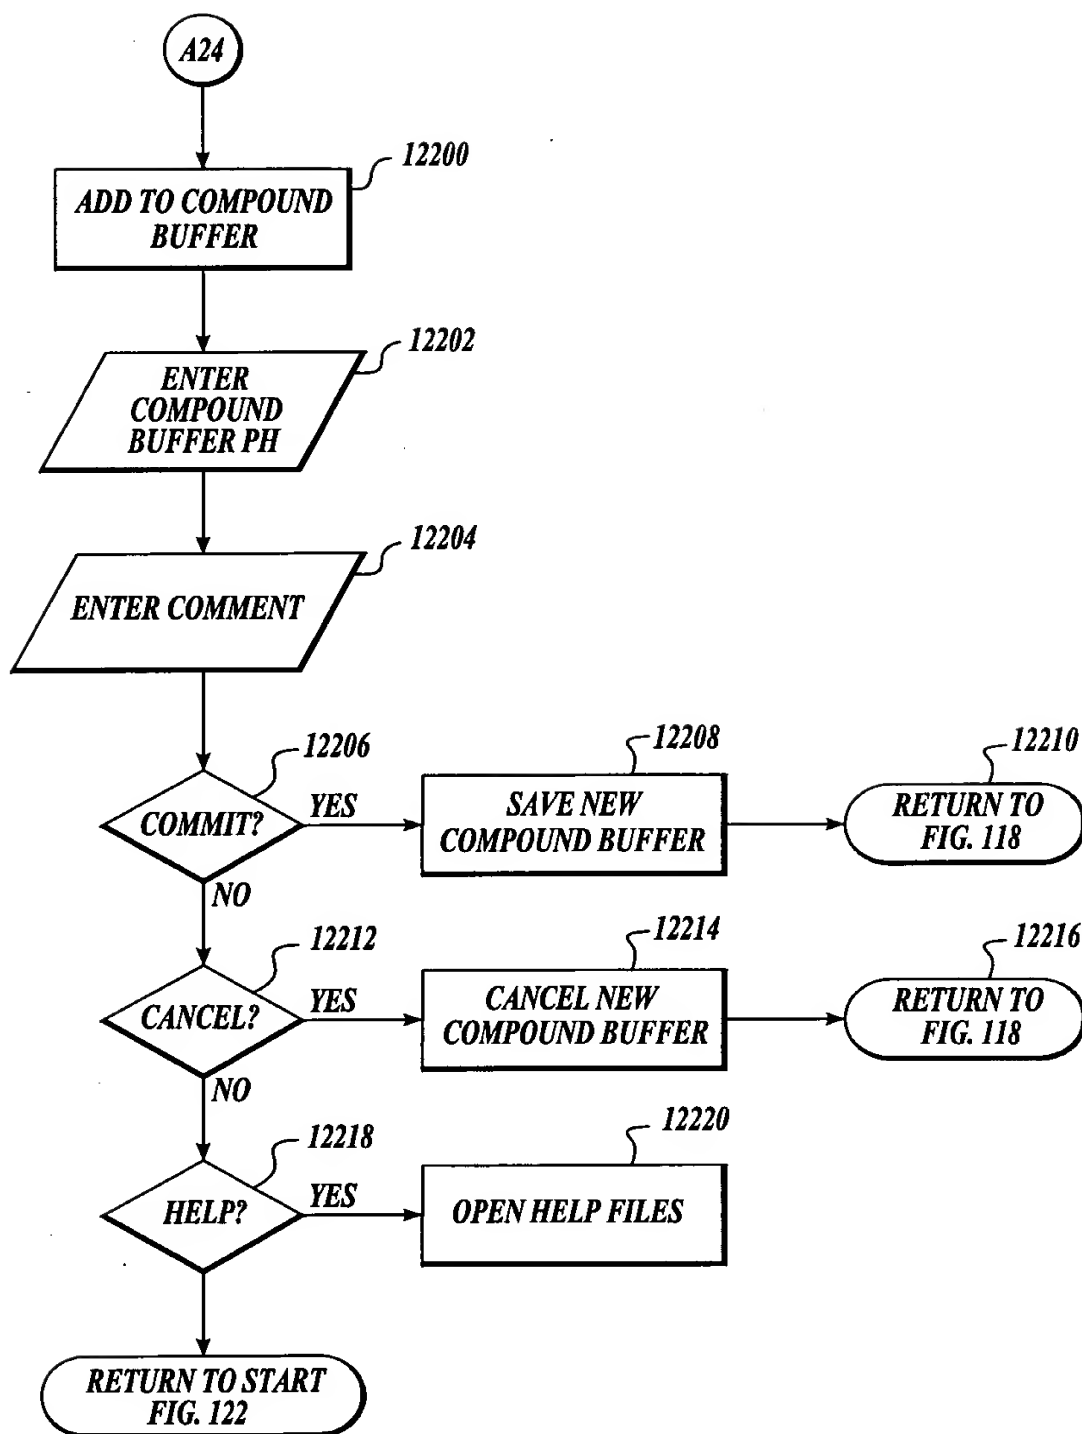 A24
12200
ADD TO COMPOUND
BUFFER
12202
ENTER
COMPOUND
BUFFER PH
12204
ENTER COMMENT
12206
COMMIT?
YES
NO
12208
SAVE NEW
COMPOUND BUFFER
12210
RETURN TO
FIG. 118
12212
CANCEL?
YES
NO
12214
CANCEL NEW
COMPOUND BUFFER
12216
RETURN TO
FIG. 118
12218
HELP?
YES
12220
OPEN HELP FILES
RETURN TO START
FIG. 122